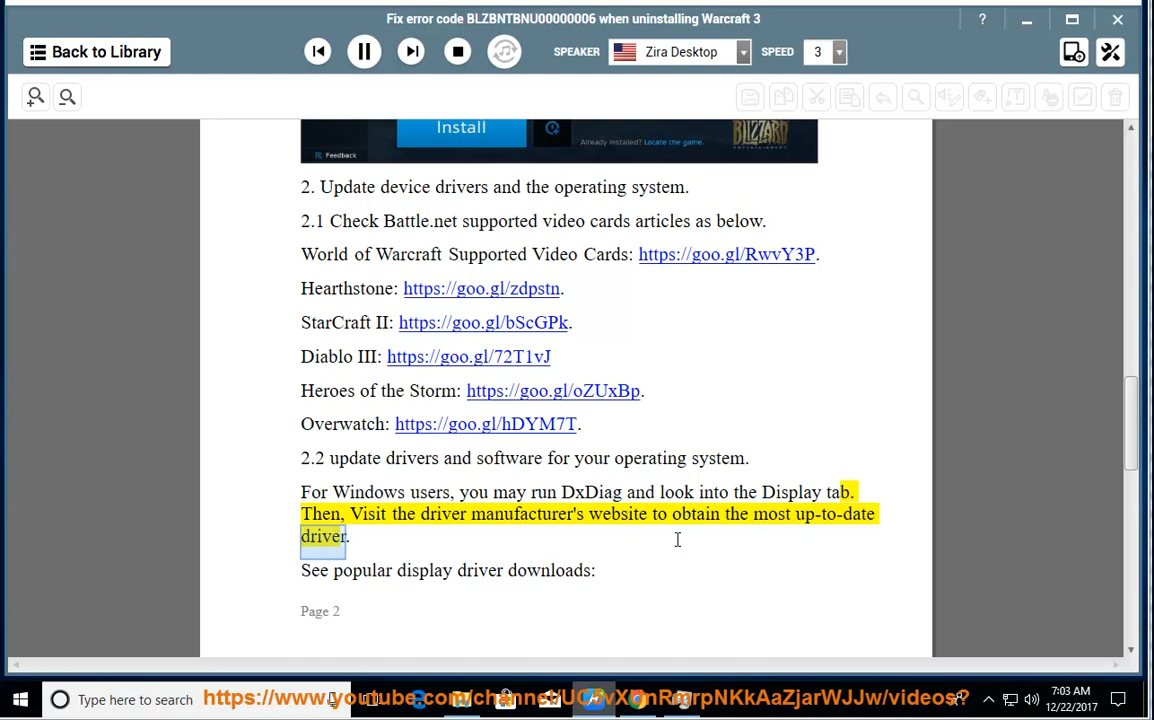 Fix error code BLZBNTBNU00000006 when uninstalling Warcraft 3
?
Back to Library
SPEAKER
Zira Desktop
SPEED
3
Install
Already installed? Locate the game.
BLIZZARD
ENTERTAINMENT
Feedback
2. Update device drivers and the operating system.
2.1 Check Battle.net supported video cards articles as below.
World of Warcraft Supported Video Cards: https://goo.gl/RwvY3P.
Hearthstone: https://goo.gl/zdpstn.
StarCraft II: https://goo.gl/bScGPk.
Diablo III: https://goo.gl/72T1vJ
Heroes of the Storm: https://goo.gl/oZUxBp.
Overwatch: https://goo.gl/hDYM7T.
2.2 update drivers and software for your operating system.
For Windows users, you may run DxDiag and look into the Display tab.
Then, Visit the driver manufacturer's website to obtain the most up-to-date
driver.
See popular display driver downloads:
Page 2
Type here to search
7:03 AM
12/22/2017